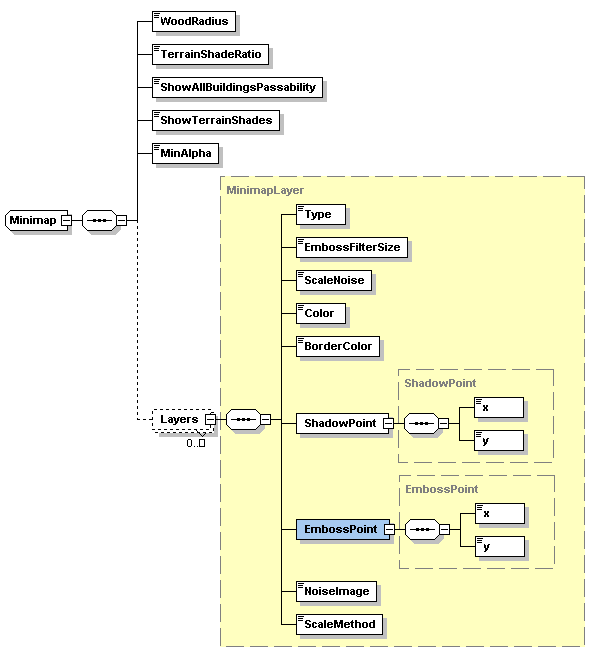 WoodRadius
TerrainShadeRatio
ShowAllBuildingsPassability
ShowTerrainShades
MinAlpha
Minimap
MinimapLayer
Type
EmbossFilterSize
ScaleNoise
Color
BorderColor
Layers
0..
ShadowPoint
ShadowPoint
x
y
EmbossPoint
EmbossPoint
x
y
NoiseImage
ScaleMethod